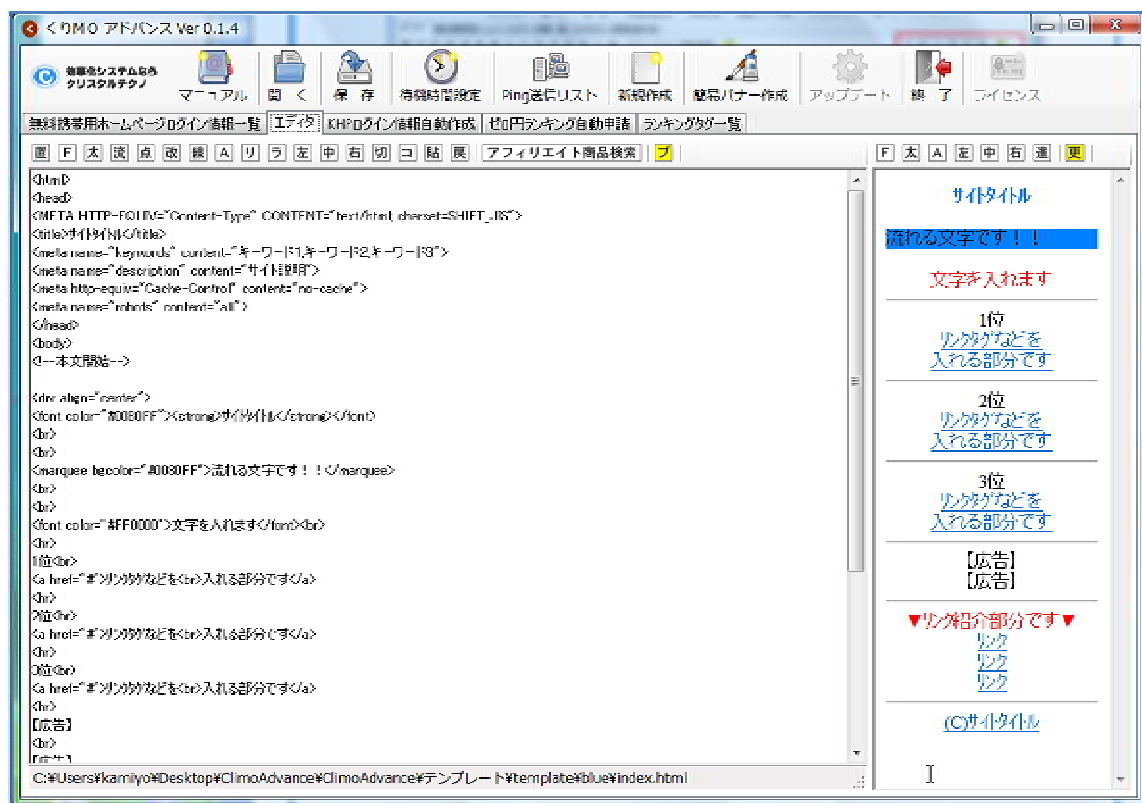 くりMO アドバンス Ver 0.1.4
効率化システムなら
クリスタルテクノ
マニュアル
開 く
保 存
待機時間設定
Ping送信リスト
新規作成
簡易バナー作成
アップデート
終 了
ライセンス
無料携帯用ホームページログイン情報一覧 エディタ KHPログイン情報自動作成 ゼロ円ランキング自動申請 ランキングタグ一覧
置 F 太 流 点 改 線 A リ ラ 左 中 右 切 コ 貼 戻 アフィリエイト商品検索 プ
F 太 A 左 中 右 連 更
<html>
<head>
<META HTTP-EQUIV="Content-Type" CONTENT="text/html; charset=SHIFT_JIS">
<title>サイトタイトル</title>
<meta name="keywords" content="キーワード1,キーワード2,キーワード3">
<meta name="description" content="サイト説明">
<meta http-equiv="Cache-Control" content="no-cache">
<meta name="robots" content="all">
</head>
<body>
<!--本文開始-->
<div align="center">
<font color="#0080FF"><strong>サイトタイトル</strong></font>
<br>
<br>
<marquee bgcolor="#0080FF">流れる文字です！！</marquee>
<br>
<br>
<font color="#FF0000">文字を入れます</font><br>
<hr>
1位<br>
<a href="#">リンクタグなどを<br>入れる部分です</a>
<hr>
2位<br>
<a href="#">リンクタグなどを<br>入れる部分です</a>
<hr>
3位<br>
<a href="#">リンクタグなどを<br>入れる部分です</a>
<hr>
【広告】
<br>
【広告】
C:¥Users¥kamiyo¥Desktop¥ClimoAdvance¥ClimoAdvance¥テンプレート¥template¥blue¥index.html
サイトタイトル
流れる文字です！！
文字を入れます
1位
リンクタグなどを
入れる部分です
2位
リンクタグなどを
入れる部分です
3位
リンクタグなどを
入れる部分です
【広告】
【広告】
▼リンク紹介部分です▼
リンク
リンク
リンク
(C)サイトタイトル